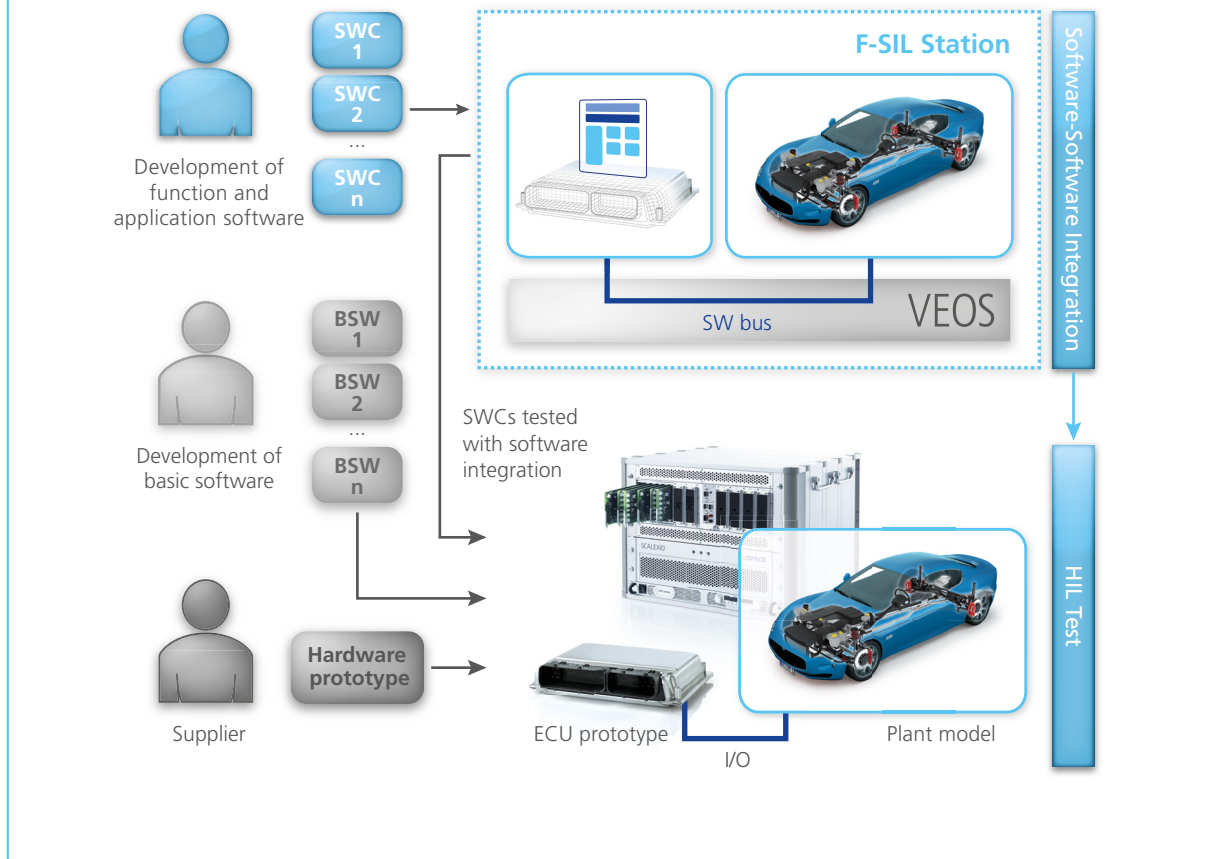 SWC
1
SWC
2
...
SWC
n
Development of
function and
application software
F-SIL Station
VEOS
SW bus
Software-Software Integration
BSW
1
BSW
2
...
BSW
n
Development of
basic software
SWCs tested
with software
integration
SCALEXIO
HIL Test
Hardware
prototype
Supplier
ECU prototype
I/O
Plant model